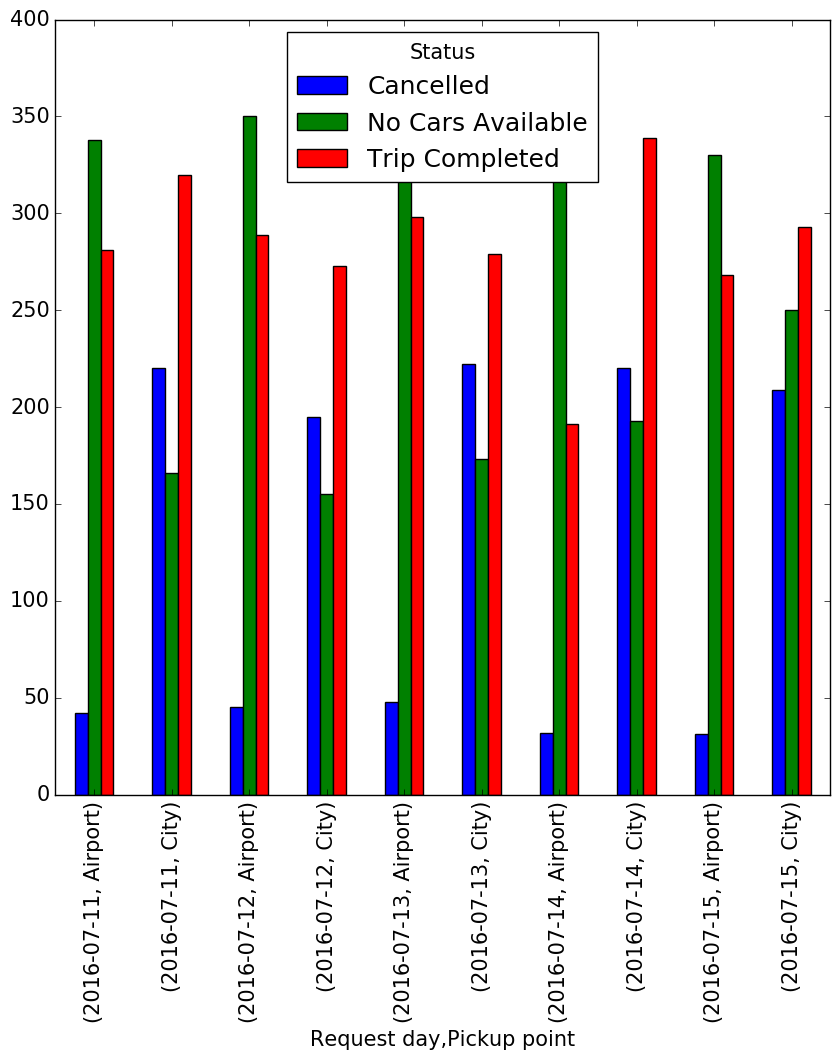 400
350
300
250
200
150
100
50
0
Status
Cancelled
No Cars Available
Trip Completed
(2016-07-11, Airport)
(2016-07-11, City)
(2016-07-12, Airport)
(2016-07-12, City)
(2016-07-13, Airport)
(2016-07-13, City)
(2016-07-14, Airport)
(2016-07-14, City)
(2016-07-15, Airport)
(2016-07-15, City)
Request day,Pickup point